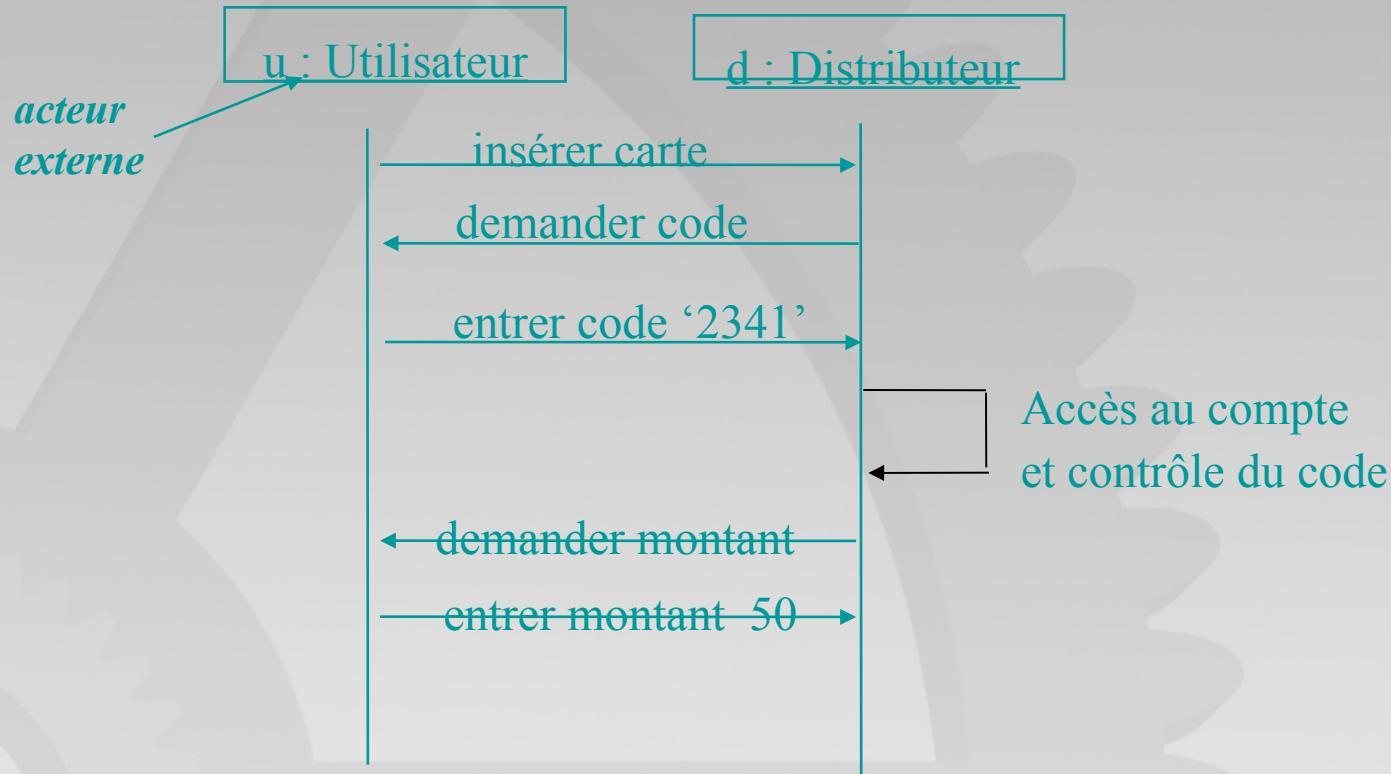 u : Utilisateur
d : Distributeur
acteur
externe
insérer carte
demander code
entrer code ‘2341’
Accès au compte
et contrôle du code
demander montant
entrer montant 50